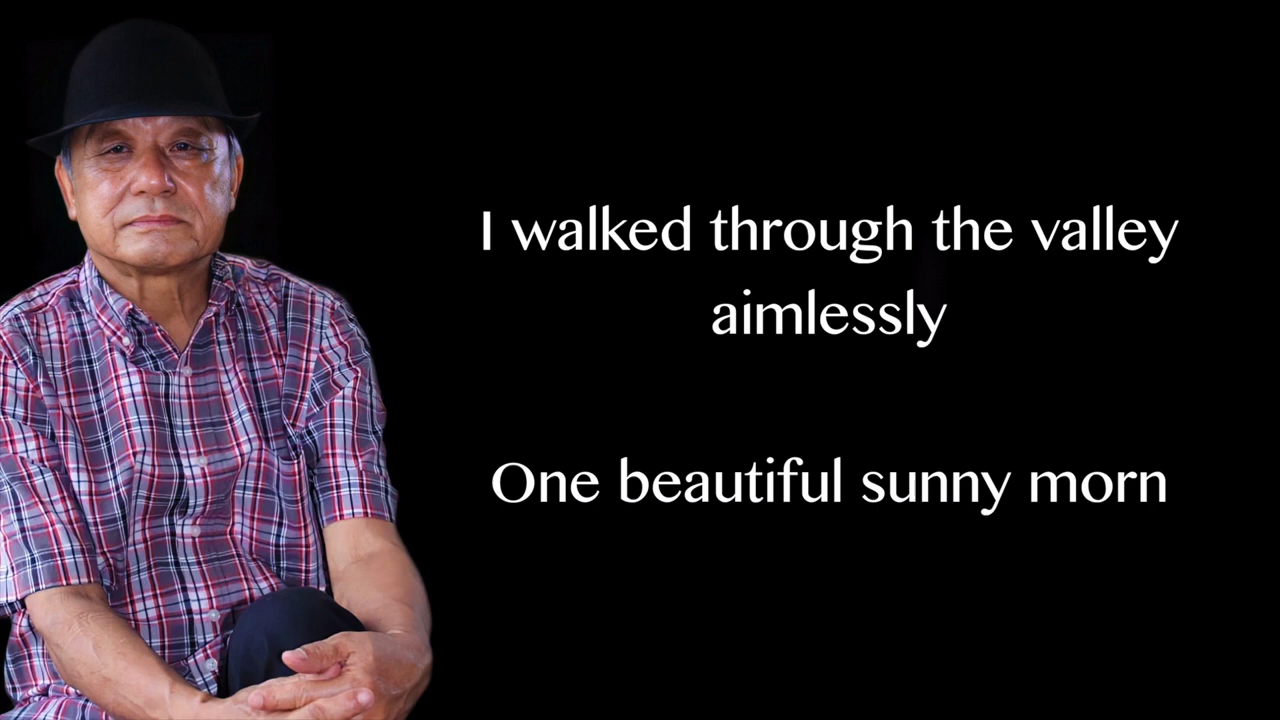 I walked through the valley
aimlessly
One beautiful sunny morn